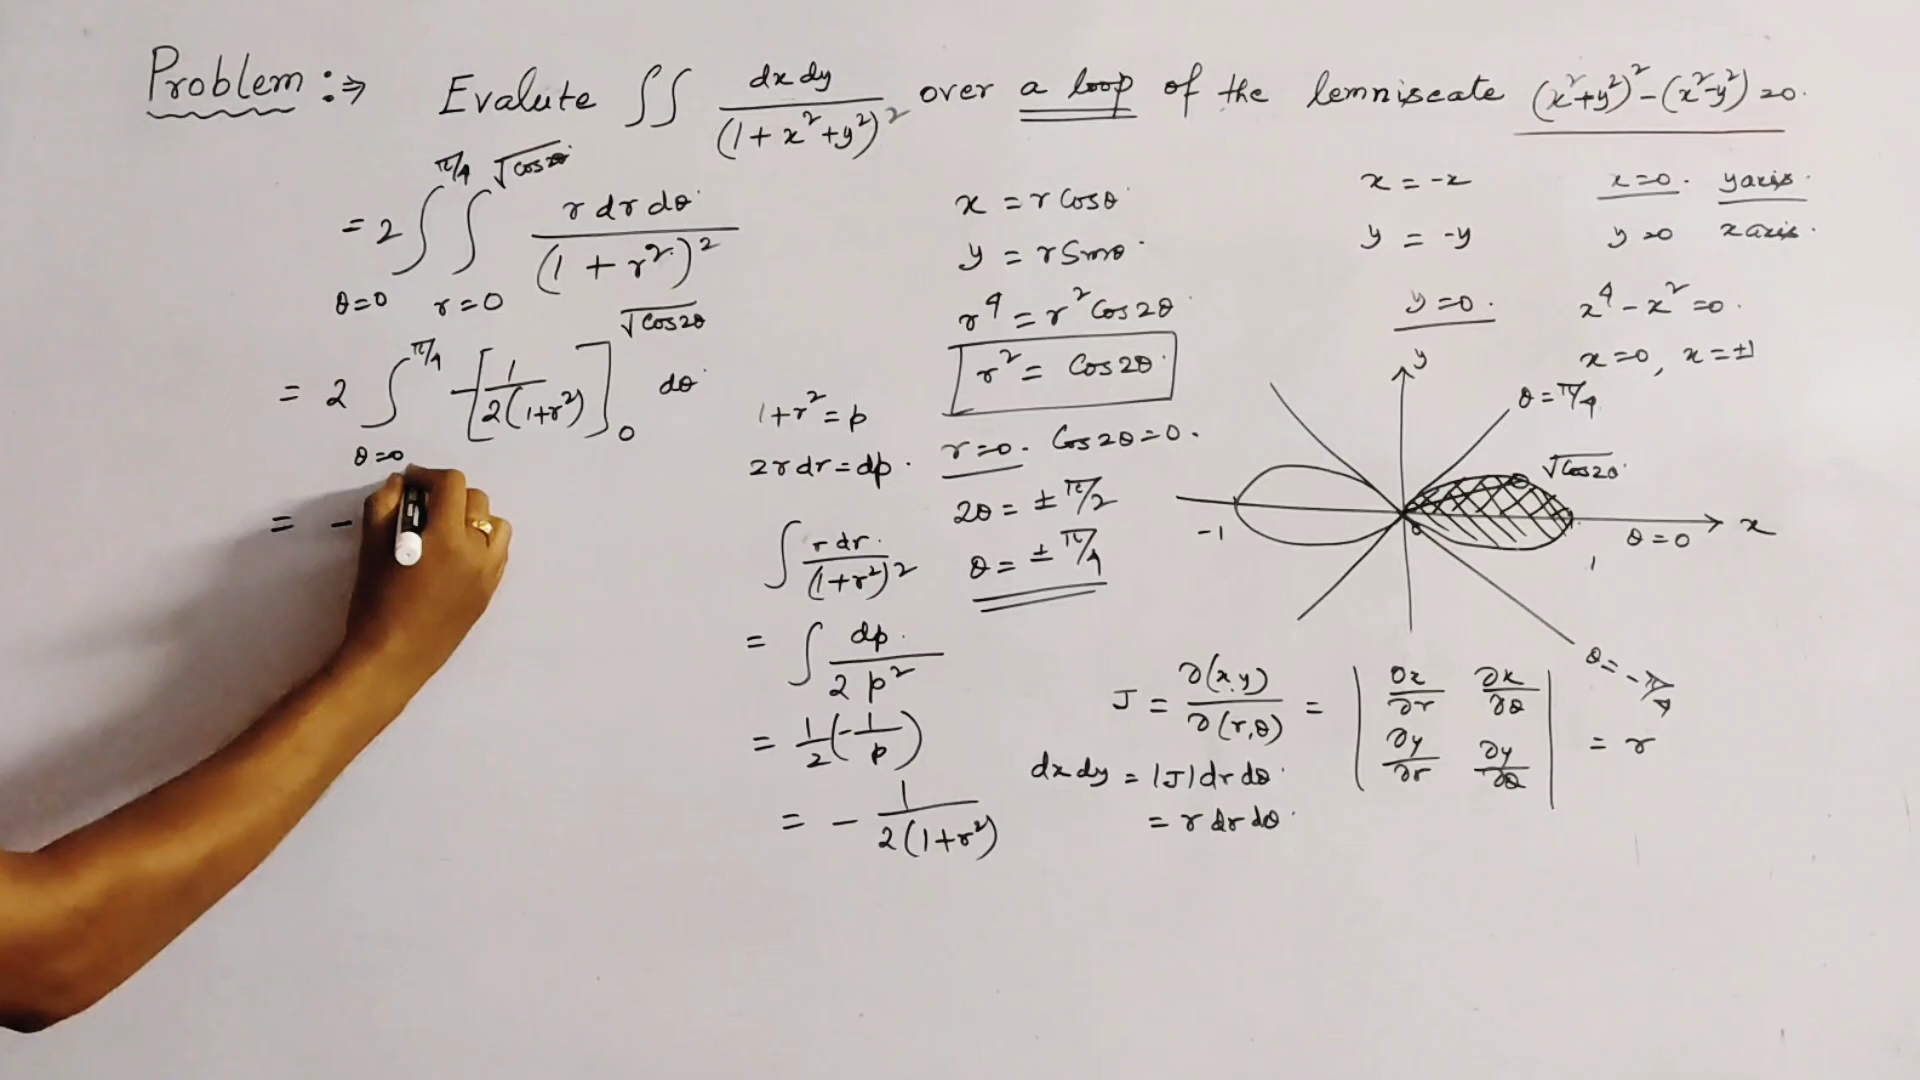 Problem :⇒ Evalute ∫∫ dx dy / (1 + x² + y²)² over a loop of the lemniscate (x²+y²)² - (x²-y²) = 0.
= 2 ∫_{θ=0}^{π/4} ∫_{r=0}^{√cos2θ} r dr dθ / (1 + r²)²
= 2 ∫_{θ=0}^{π/4} -[1 / 2(1+r²)]_0^{√cos2θ} dθ
= -
1+r² = p
2r dr = dp.
∫ r dr. / (1+r²)²
= ∫ dp. / 2 p²
= 1/2 (-1/p)
= - 1 / 2(1+r²)
x = r cosθ
y = r sinθ
r⁴ = r² cos2θ
r² = cos2θ
r=0. cos2θ=0.
2θ = ± π/2
θ = ± π/4
x = -x
y = -y
x=0. y axis.
y=0 x axis.
y=0.
x⁴ - x² = 0.
x=0, x=±1
y
θ = π/4
√cos2θ
-1
0
1
θ = 0
x
θ = -π/4
J = ∂(x,y) / ∂(r,θ) = | ∂x/∂r ∂x/∂θ ∂y/∂r ∂y/∂θ | = r
dx dy = |J| dr dθ.
= r dr dθ.